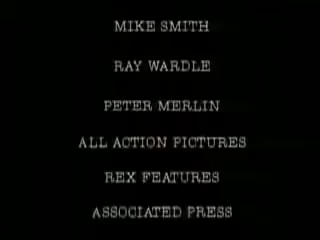 MIKE SMITH
RAY WARDLE
PETER MERLIN
ALL ACTION PICTURES
REX FEATURES
ASSOCIATED PRESS